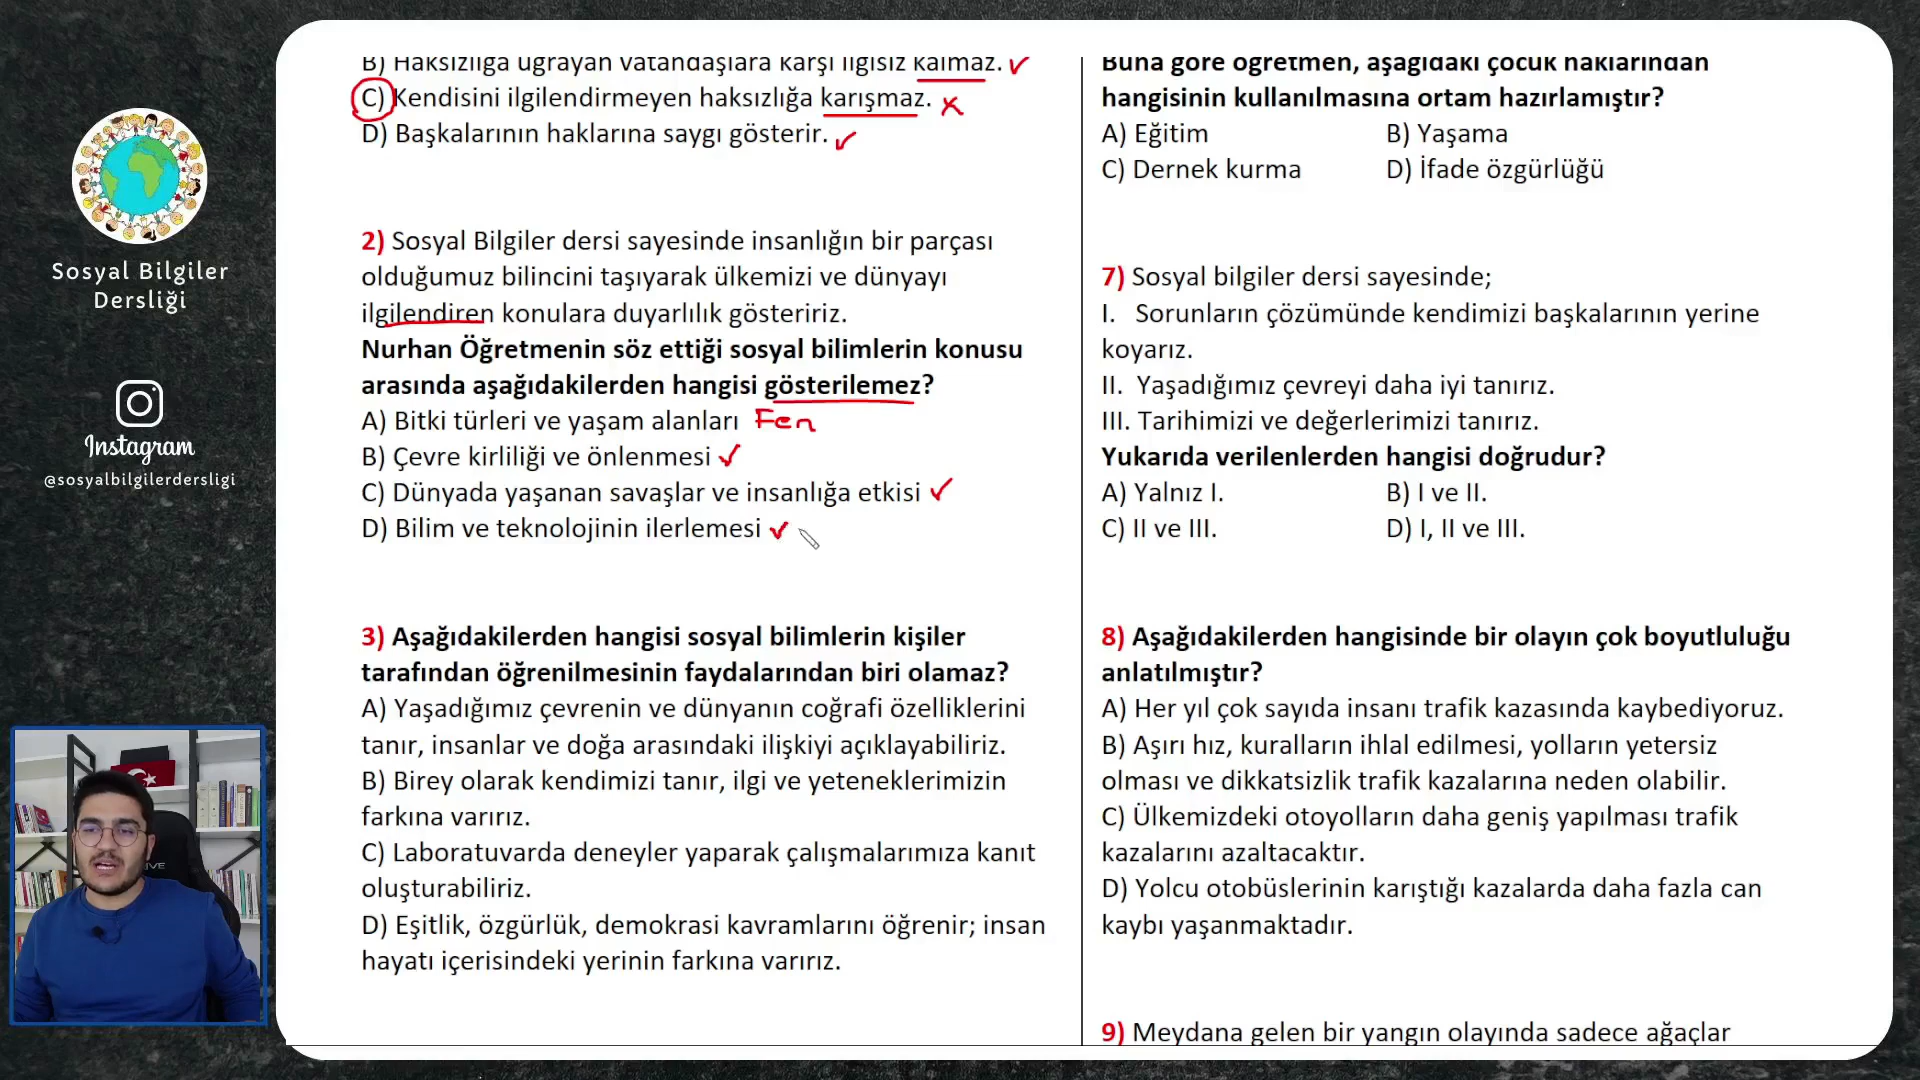 Sosyal Bilgiler
Dersliği
Instagram
@sosyalbilgilerdersligi
B) Haksızlığa uğrayan vatandaşlara karşı ilgisiz kalmaz.
C) Kendisini ilgilendirmeyen haksızlığa karışmaz.
D) Başkalarının haklarına saygı gösterir.
2) Sosyal Bilgiler dersi sayesinde insanlığın bir parçası
olduğumuz bilincini taşıyarak ülkemizi ve dünyayı
ilgilendiren konulara duyarlılık gösteririz.
Nurhan Öğretmenin söz ettiği sosyal bilimlerin konusu
arasında aşağıdakilerden hangisi gösterilemez?
A) Bitki türleri ve yaşam alanları Fen
B) Çevre kirliliği ve önlenmesi
C) Dünyada yaşanan savaşlar ve insanlığa etkisi
D) Bilim ve teknolojinin ilerlemesi
3) Aşağıdakilerden hangisi sosyal bilimlerin kişiler
tarafından öğrenilmesinin faydalarından biri olamaz?
A) Yaşadığımız çevrenin ve dünyanın coğrafi özelliklerini
tanır, insanlar ve doğa arasındaki ilişkiyi açıklayabiliriz.
B) Birey olarak kendimizi tanır, ilgi ve yeteneklerimizin
farkına varırız.
C) Laboratuvarda deneyler yaparak çalışmalarımıza kanıt
oluşturabiliriz.
D) Eşitlik, özgürlük, demokrasi kavramlarını öğrenir; insan
hayatı içerisindeki yerinin farkına varırız.
Buna göre öğretmen, aşağıdaki çocuk haklarından
hangisinin kullanılmasına ortam hazırlamıştır?
A) Eğitim B) Yaşama
C) Dernek kurma D) İfade özgürlüğü
7) Sosyal bilgiler dersi sayesinde;
I. Sorunların çözümünde kendimizi başkalarının yerine
koyarız.
II. Yaşadığımız çevreyi daha iyi tanırız.
III. Tarihimizi ve değerlerimizi tanırız.
Yukarıda verilenlerden hangisi doğrudur?
A) Yalnız I. B) I ve II.
C) II ve III. D) I, II ve III.
8) Aşağıdakilerden hangisinde bir olayın çok boyutluluğu
anlatılmıştır?
A) Her yıl çok sayıda insanı trafik kazasında kaybediyoruz.
B) Aşırı hız, kuralların ihlal edilmesi, yolların yetersiz
olması ve dikkatsizlik trafik kazalarına neden olabilir.
C) Ülkemizdeki otoyolların daha geniş yapılması trafik
kazalarını azaltacaktır.
D) Yolcu otobüslerinin karıştığı kazalarda daha fazla can
kaybı yaşanmaktadır.
9) Meydana gelen bir yangın olayında sadece ağaçlar